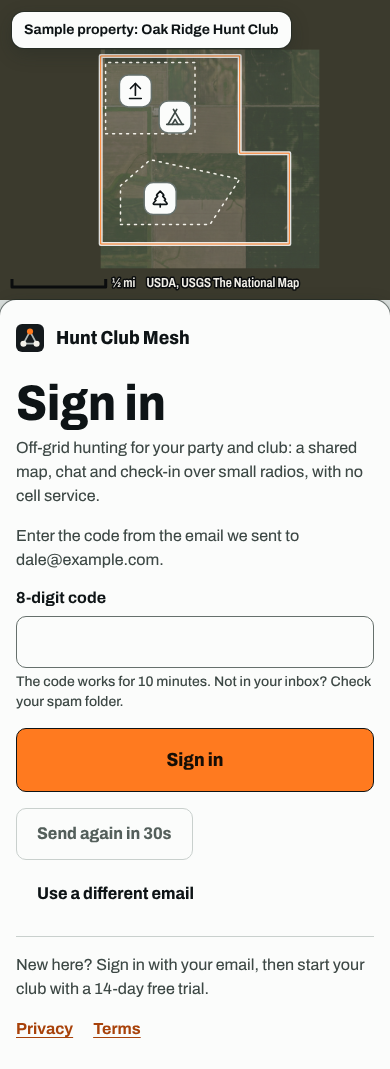 Sample property: Oak Ridge Hunt Club
½ mi USDA, USGS The National Map
Hunt Club Mesh
Sign in
Off-grid hunting for your party and club: a shared
map, chat and check-in over small radios, with no
cell service.
Enter the code from the email we sent to
dale@example.com.
8-digit code
The code works for 10 minutes. Not in your inbox? Check
your spam folder.
Sign in
Send again in 30s
Use a different email
New here? Sign in with your email, then start your
club with a 14-day free trial.
Privacy Terms